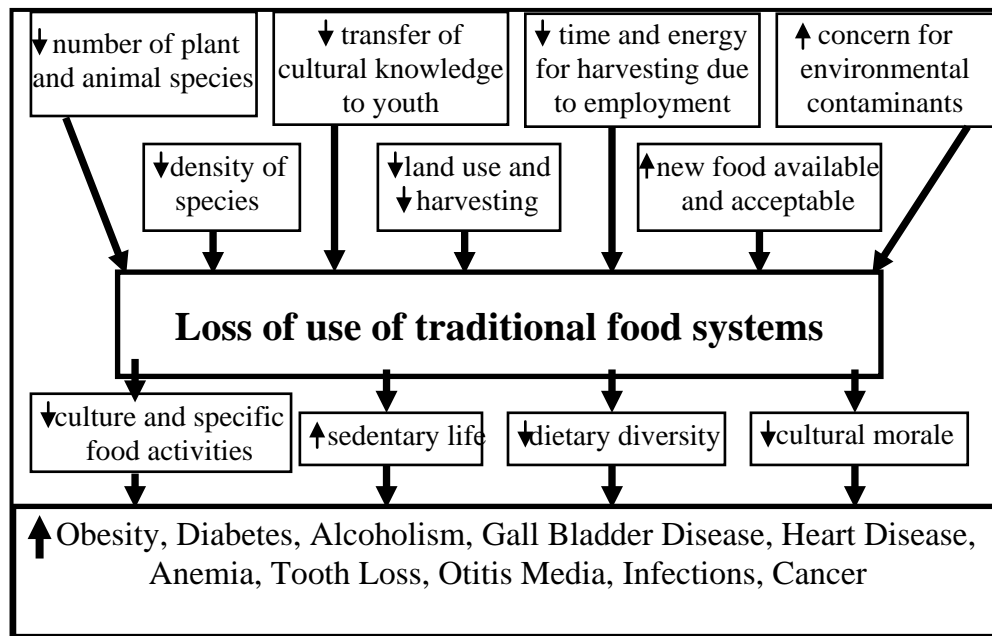 ↓ number of plant
and animal species
↓ transfer of
cultural knowledge
to youth
↓ time and energy
for harvesting due
to employment
↑ concern for
environmental
contaminants
↓density of
species
↓land use and
↓ harvesting
↑new food available
and acceptable
Loss of use of traditional food systems
↓culture and specific
food activities
↑ sedentary life
↓dietary diversity
↓cultural morale
↑ Obesity, Diabetes, Alcoholism, Gall Bladder Disease, Heart Disease,
Anemia, Tooth Loss, Otitis Media, Infections, Cancer